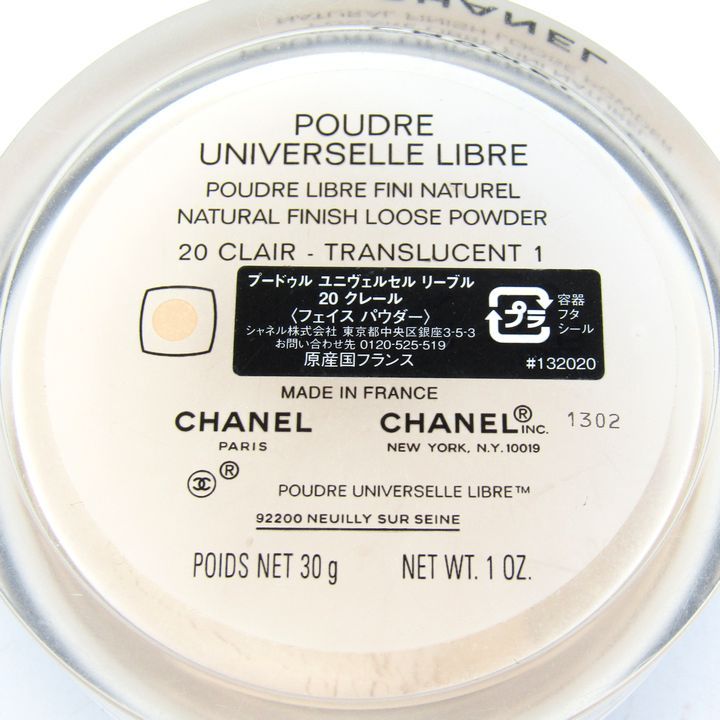 CHANEL
NATURAL FINISH LOOSE POWDER
POUDRE
UNIVERSELLE LIBRE
POUDRE LIBRE FINI NATUREL
NATURAL FINISH LOOSE POWDER
20 CLAIR - TRANSLUCENT 1
プードゥル ユニヴェルセル リーブル
20 クレール
〈フェイス パウダー〉
シャネル株式会社 東京都中央区銀座3-5-3
お問い合わせ先 0120-525-519
原産国フランス
プラ
容器
フタ
シール
#132020
MADE IN FRANCE
CHANEL
PARIS
CHANEL® INC.
NEW YORK, N.Y. 10019
1302
®
POUDRE UNIVERSELLE LIBRE™
92200 NEUILLY SUR SEINE
POIDS NET 30 g NET WT. 1 OZ.